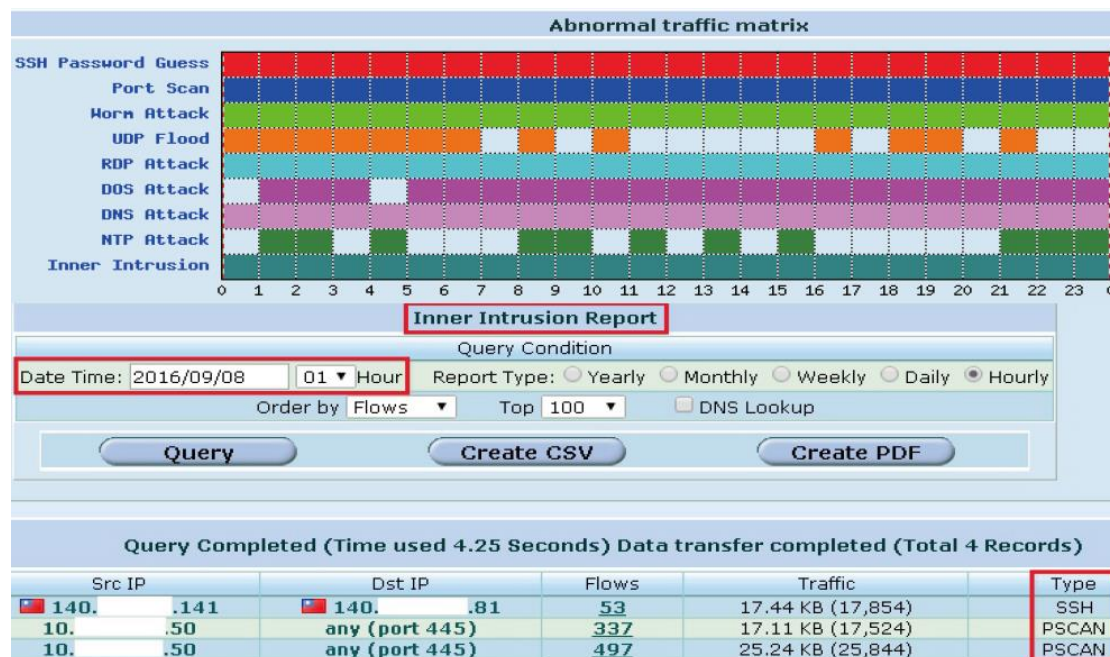 Abnormal traffic matrix
SSH Password Guess
Port Scan
Worm Attack
UDP Flood
RDP Attack
DOS Attack
DNS Attack
NTP Attack
Inner Intrusion
0 1 2 3 4 5 6 7 8 9 10 11 12 13 14 15 16 17 18 19 20 21 22 23
Inner Intrusion Report
Query Condition
Date Time: 2016/09/08 01 Hour Report Type: Yearly Monthly Weekly Daily Hourly
Order by Flows Top 100 DNS Lookup
Query Create CSV Create PDF
Query Completed (Time used 4.25 Seconds) Data transfer completed (Total 4 Records)
Src IP Dst IP Flows Traffic Type
140. .141 140. .81 53 17.44 KB (17,854) SSH
10. .50 any (port 445) 337 17.11 KB (17,524) PSCAN
10. .50 any (port 445) 497 25.24 KB (25,844) PSCAN